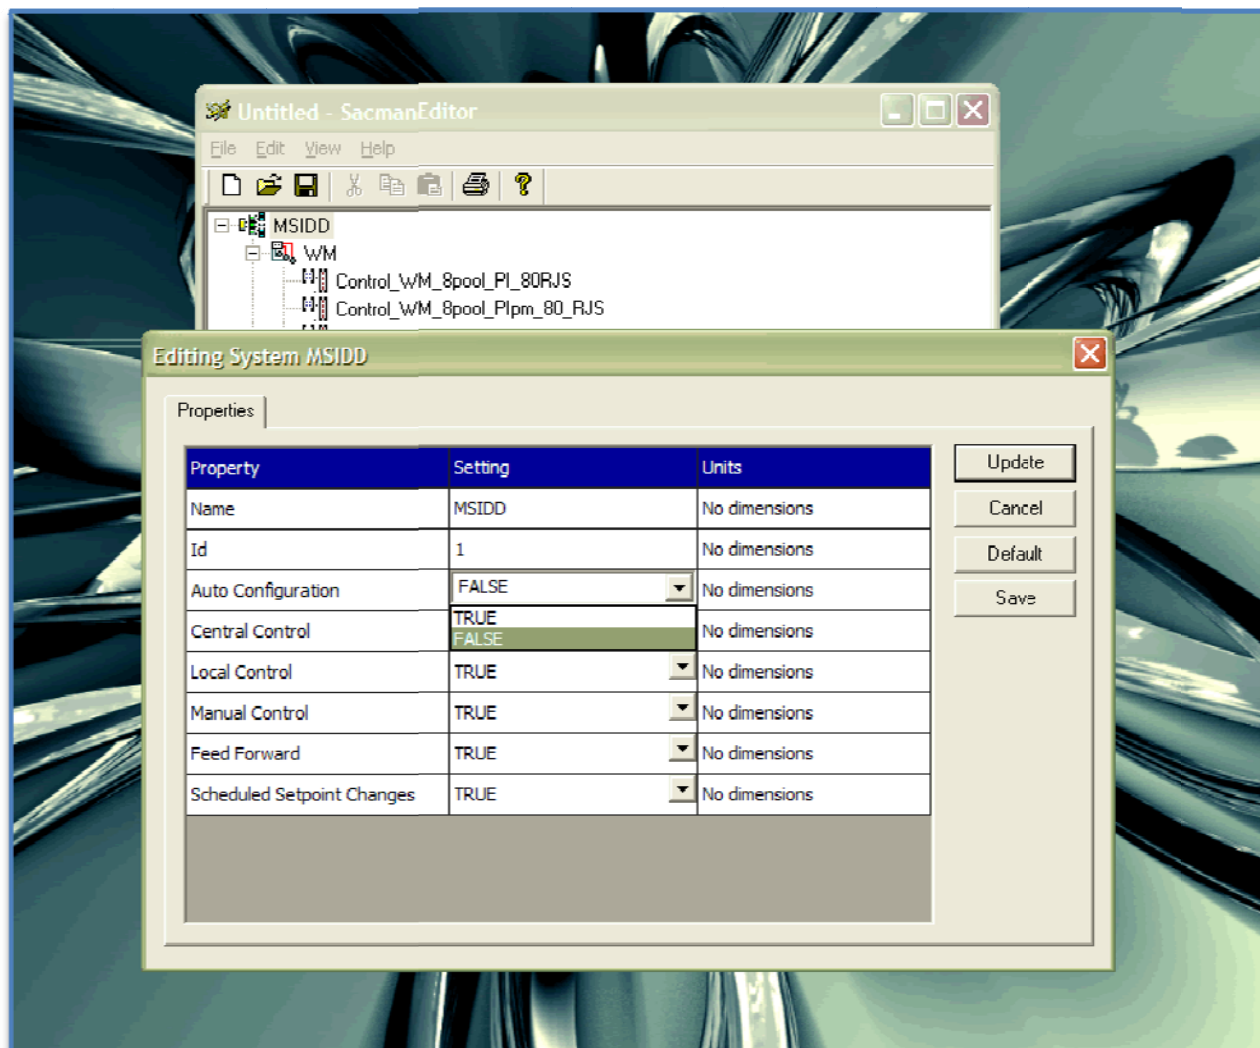 Untitled - SacmanEditor
File Edit View Help
MSIDD
WM
Control_WM_8pool_PI_80RJS
Control_WM_8pool_PIpm_80_RJS
Editing System MSIDD
Properties
Property Setting Units
Name MSIDD No dimensions
Id 1 No dimensions
Auto Configuration FALSE No dimensions
TRUE
FALSE
Central Control No dimensions
Local Control TRUE No dimensions
Manual Control TRUE No dimensions
Feed Forward TRUE No dimensions
Scheduled Setpoint Changes TRUE No dimensions
Update
Cancel
Default
Save